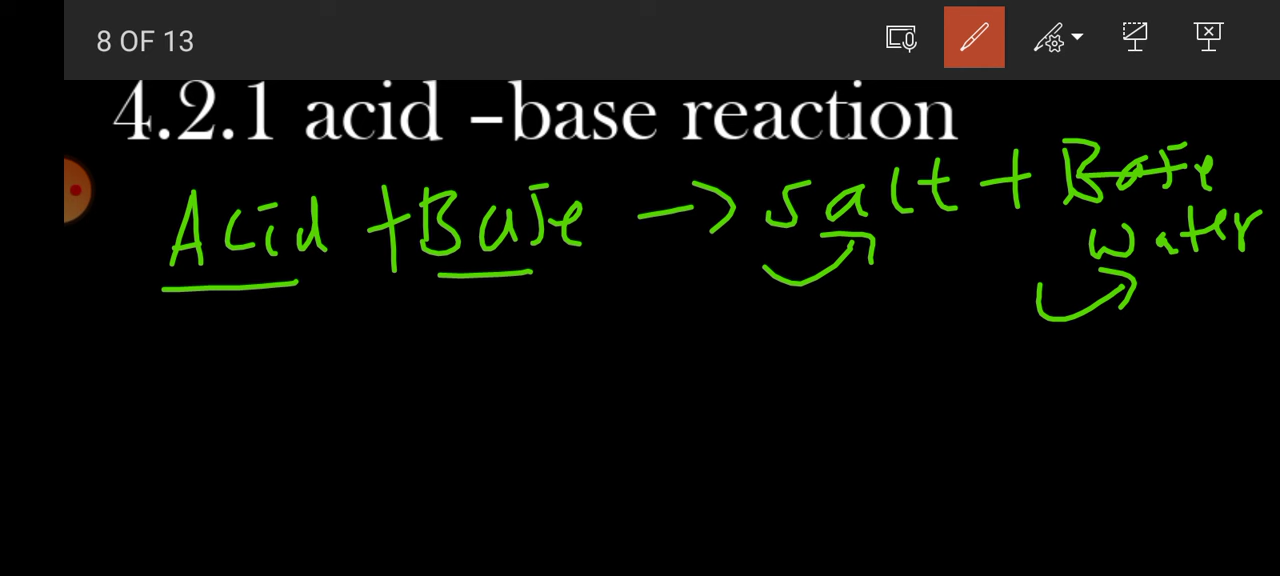 8 OF 13
4.2.1 acid –base reaction
Acid + Base → Salt + Base
water